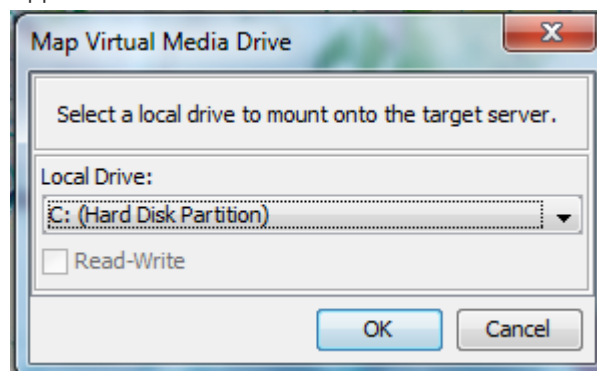 Map Virtual Media Drive
Select a local drive to mount onto the target server.
Local Drive:
C: (Hard Disk Partition)
Read-Write
OK Cancel